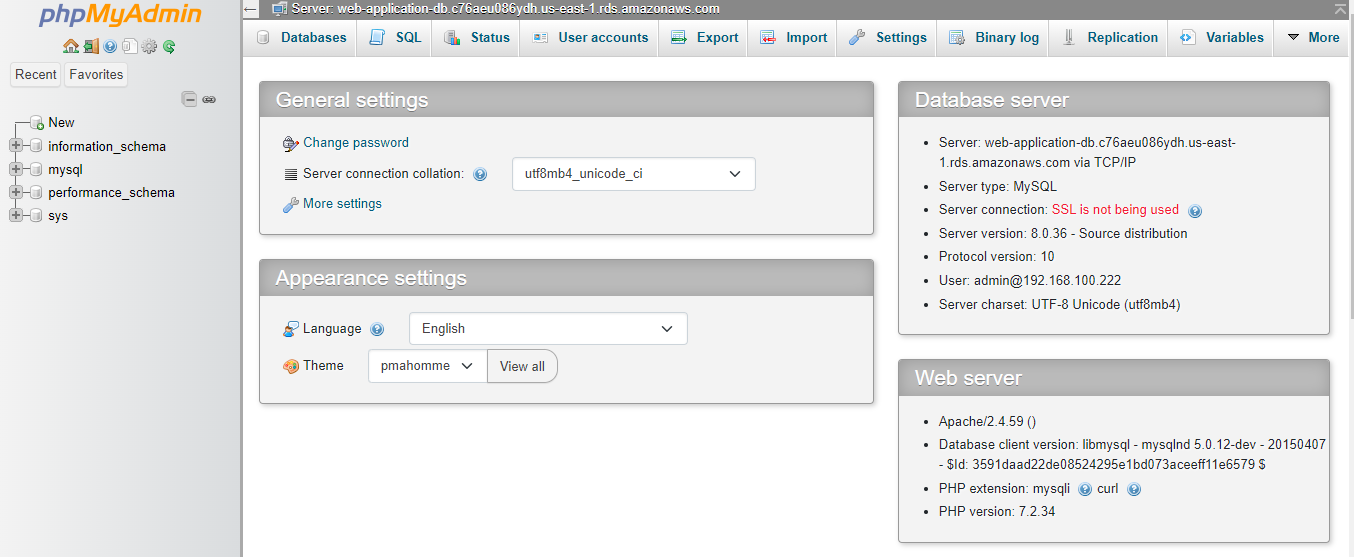 phpMyAdmin
Recent Favorites
New
information_schema
mysql
performance_schema
sys
Server: web-application-db.c76aeu086ydh.us-east-1.rds.amazonaws.com
Databases SQL Status User accounts Export Import Settings Binary log Replication Variables More
General settings
Change password
Server connection collation: utf8mb4_unicode_ci
More settings
Appearance settings
Language English
Theme pmahomme View all
Database server
Server: web-application-db.c76aeu086ydh.us-east-
1.rds.amazonaws.com via TCP/IP
Server type: MySQL
Server connection: SSL is not being used
Server version: 8.0.36 - Source distribution
Protocol version: 10
User: admin@192.168.100.222
Server charset: UTF-8 Unicode (utf8mb4)
Web server
Apache/2.4.59 ()
Database client version: libmysql - mysqlnd 5.0.12-dev - 20150407
- $Id: 3591daad22de08524295e1bd073aceeff11e6579 $
PHP extension: mysqli curl
PHP version: 7.2.34